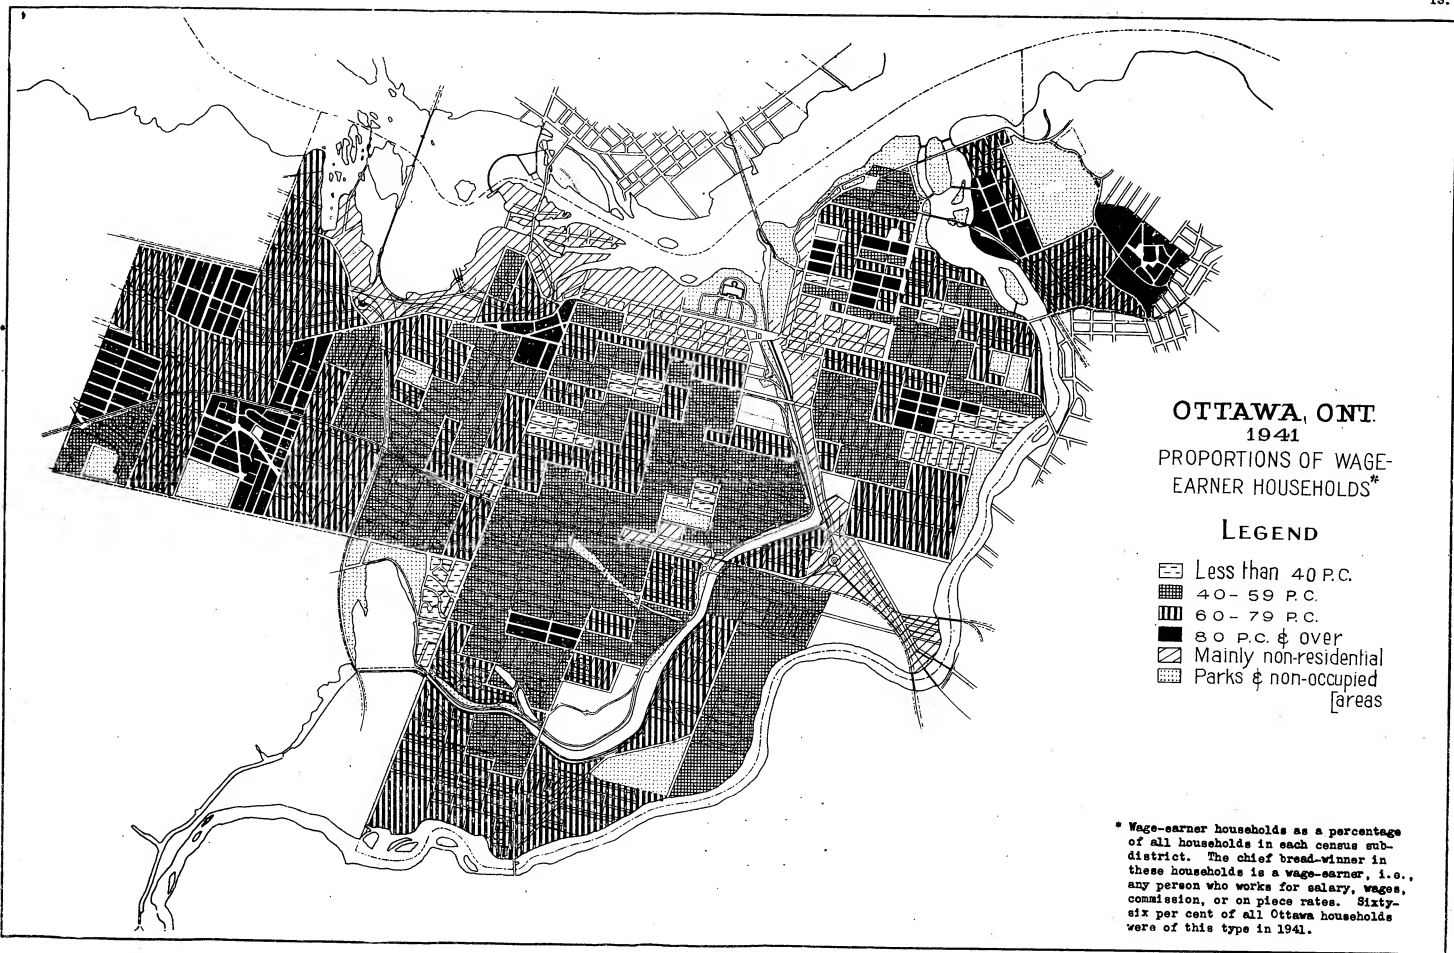 13.
OTTAWA, ONT.
1941
PROPORTIONS OF WAGE-
EARNER HOUSEHOLDS*
LEGEND
Less than 40 P.C.
40-59 P.C.
60-79 P.C.
80 P.C. & over
Mainly non-residential
Parks & non-occupied
[areas
* Wage-earner households as a percentage
of all households in each census sub-
district. The chief bread-winner in
these households is a wage-earner, i.e.,
any person who works for salary, wages,
commission, or on piece rates. Sixty-
six per cent of all Ottawa households
were of this type in 1941.